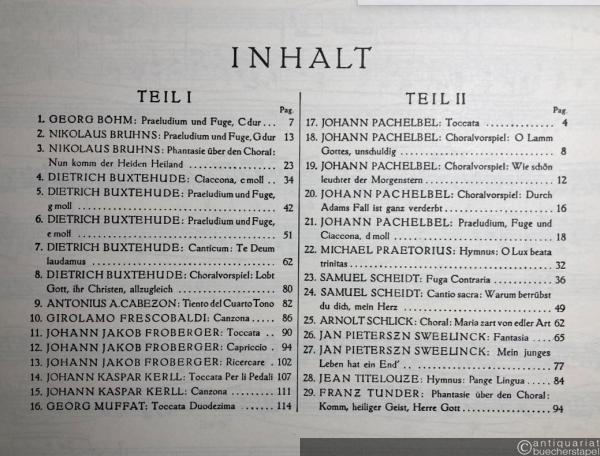 INHALT
TEIL I
Pag.
1. GEORG BÖHM: Praeludium und Fuge, C dur... 7
2. NIKOLAUS BRUHNS: Praeludium und Fuge, G dur 13
3. NIKOLAUS BRUHNS: Phantasie über den Choral:
Nun komm der Heiden Heiland ................ 23
4. DIETRICH BUXTEHUDE: Ciaccona, c moll.. 34
5. DIETRICH BUXTEHUDE: Praeludium und Fuge,
g moll ................ 42
6. DIETRICH BUXTEHUDE: Praeludium und Fuge,
e moll ................ 51
7. DIETRICH BUXTEHUDE: Canticum: Te Deum
laudamus ................ 62
8. DIETRICH BUXTEHUDE: Choralvorspiel: Lobt
Gott, ihr Christen, allzugleich ................ 80
9. ANTONIUS A. CABEZON: Tiento del Cuarto Tono 82
10. GIROLAMO FRESCOBALDI: Canzona .... 86
11. JOHANN JAKOB FROBERGER: Toccata .. 90
12. JOHANN JAKOB FROBERGER: Capriccio . 94
13. JOHANN JAKOB FROBERGER: Ricercare . 102
14. JOHANN KASPAR KERLL: Toccata Per li Pedali 107
15. JOHANN KASPAR KERLL: Canzona ....... 111
16. GEORG MUFFAT: Toccata Duodezima ....... 114
TEIL II
Pag.
17. JOHANN PACHELBEL: Toccata ............ 4
18. JOHANN PACHELBEL: Choralvorspiel: O Lamm
Gottes, unschuldig ................ 8
19. JOHANN PACHELBEL: Choralvorspiel: Wie schön
leuchter der Morgenstern ................ 12
20. JOHANN PACHELBEL: Choralvorspiel: Durch
Adams Fall ist ganz verderbt ................ 16
21. JOHANN PACHELBEL: Praeludium, Fuge und
Ciaccona, d moll ................ 18
22. MICHAEL PRAETORIUS: Hymnus: O Lux beata
trinitas ................ 32
23. SAMUEL SCHEIDT: Fuga Contraria .......... 36
24. SAMUEL SCHEIDT: Cantio sacra: Warum berrübst
du dich, mein Herz ................ 49
25. ARNOLT SCHLICK: Choral: Maria zart von edler Art 62
26. JAN PIETERSZN SWEELINCK: Fantasia ..... 65
27. JAN PIETERSZN SWEELINCK: Mein junges
Leben hat ein End' .. ................ 77
28. JEAN TITELOUZE: Hymnus: Pange Lingua ...... 84
29. FRANZ TUNDER: Phantasie über den Choral:
Komm, heiliger Geist, Herre Gott ................ 94
antiquariat
buecherstapel